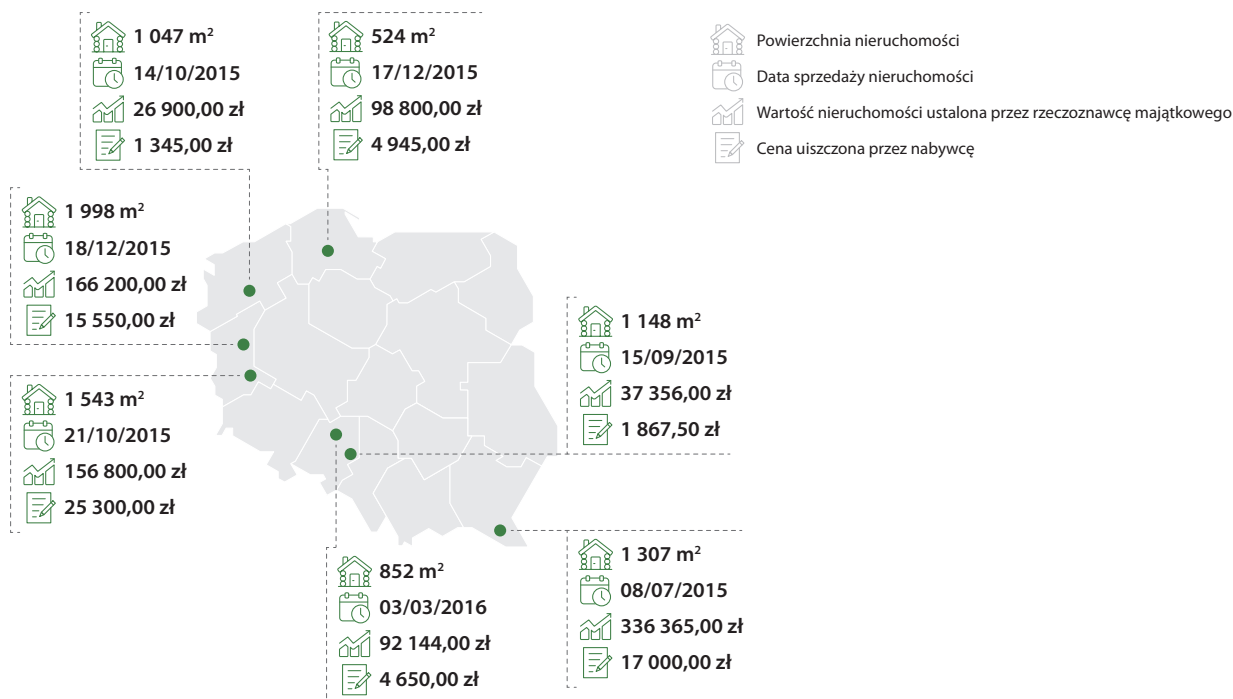 1 047 m²
14/10/2015
26 900,00 zł
1 345,00 zł
524 m²
17/12/2015
98 800,00 zł
4 945,00 zł
Powierzchnia nieruchomości
Data sprzedaży nieruchomości
Wartość nieruchomości ustalona przez rzeczoznawcę majątkowego
Cena uiszczona przez nabywcę
1 998 m²
18/12/2015
166 200,00 zł
15 550,00 zł
1 148 m²
15/09/2015
37 356,00 zł
1 867,50 zł
1 543 m²
21/10/2015
156 800,00 zł
25 300,00 zł
852 m²
03/03/2016
92 144,00 zł
4 650,00 zł
1 307 m²
08/07/2015
336 365,00 zł
17 000,00 zł